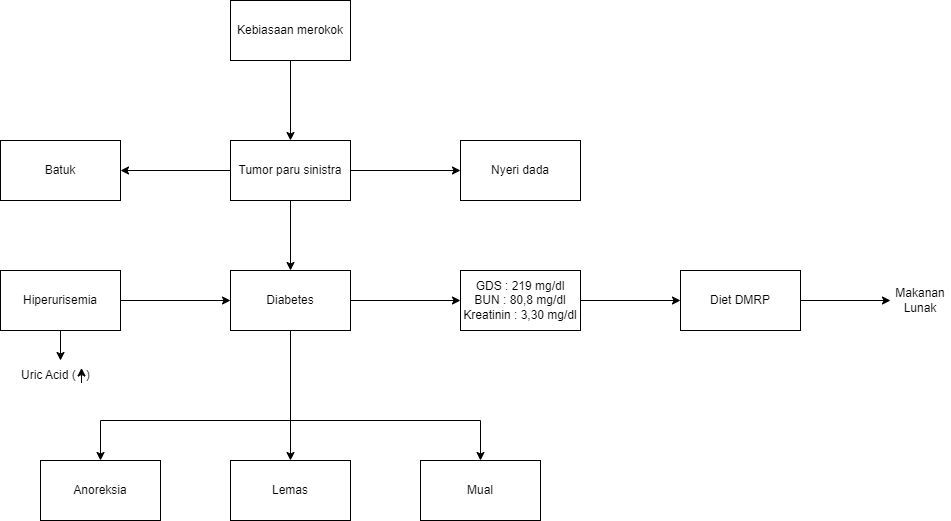 Kebiasaan merokok
Batuk
Tumor paru sinistra
Nyeri dada
Hiperurisemia
Diabetes
GDS : 219 mg/dl
BUN : 80,8 mg/dl
Kreatinin : 3,30 mg/dl
Diet DMRP
Makanan
Lunak
Uric Acid (↑)
Anoreksia
Lemas
Mual